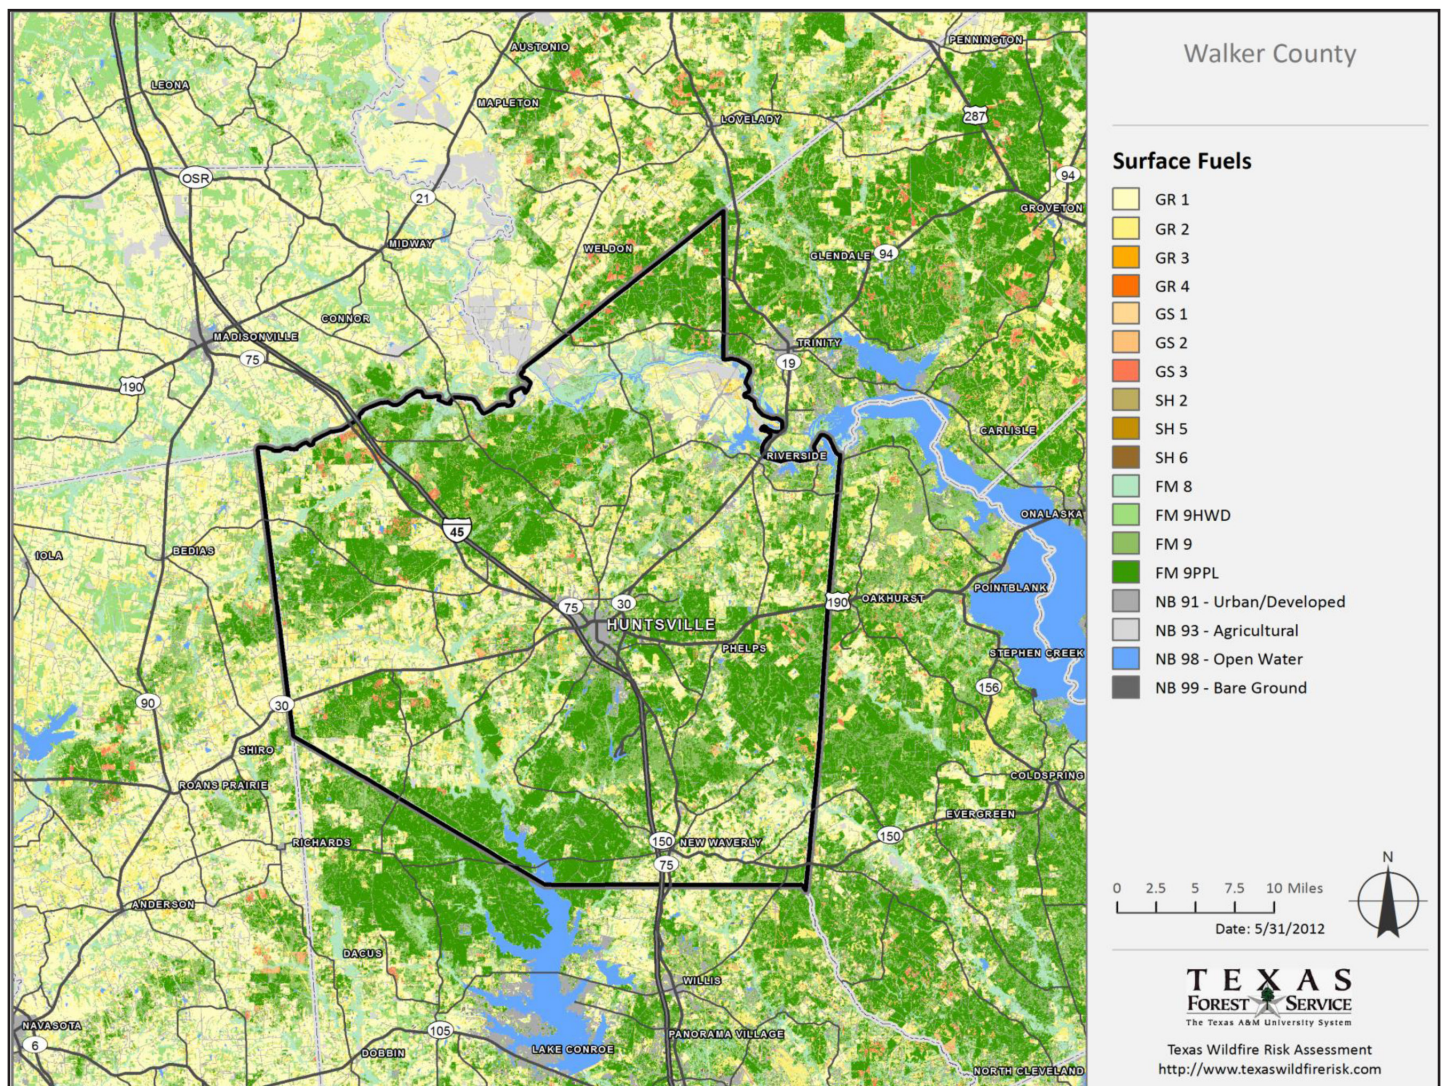 Walker County
Surface Fuels
GR 1
GR 2
GR 3
GR 4
GS 1
GS 2
GS 3
SH 2
SH 5
SH 6
FM 8
FM 9HWD
FM 9
FM 9PPL
NB 91 - Urban/Developed
NB 93 - Agricultural
NB 98 - Open Water
NB 99 - Bare Ground
0 2.5 5 7.5 10 Miles
N
Date: 5/31/2012
TEXAS
FOREST SERVICE
The Texas A&M University System
Texas Wildfire Risk Assessment
http://www.texaswildfirerisk.com
AUSTONIO
PENNINGTON
LEONA
MAPLETON
LOVELADY
287
OSR
94
21
GROVETON
MIDWAY
WELDON
GLENDALE
94
CONNOR
MADISONVILLE
TRINITY
75
19
190
CARLISLE
RIVERSIDE
ONALASKA
45
IOLA
BEDIAS
POINTBLANK
75
30
190
OAKHURST
HUNTSVILLE
PHELPS
STEPHEN CREEK
156
90
30
SHIRO
ROANS PRAIRIE
COLDSPRING
EVERGREEN
RICHARDS
150
NEW WAVERLY
150
75
ANDERSON
DACUS
WILLIS
NAVASOTA
6
105
PANORAMA VILLAGE
DOBBIN
LAKE CONROE
NORTH CLEVELAND